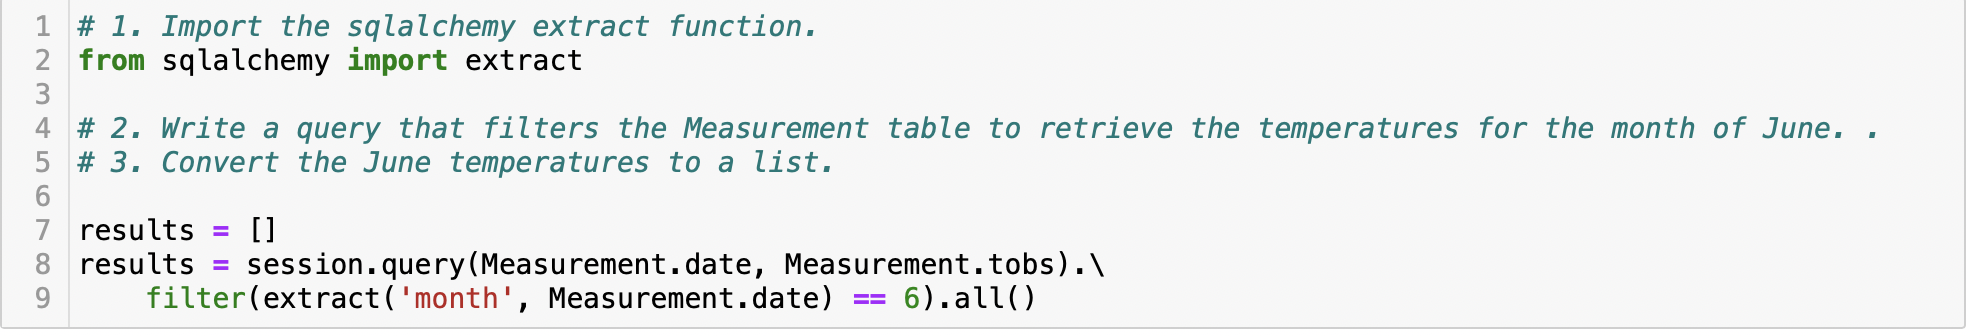 1 # 1. Import the sqlalchemy extract function.
2 from sqlalchemy import extract
3
4 # 2. Write a query that filters the Measurement table to retrieve the temperatures for the month of June. .
5 # 3. Convert the June temperatures to a list.
6
7 results = []
8 results = session.query(Measurement.date, Measurement.tobs).\
9     filter(extract('month', Measurement.date) == 6).all()